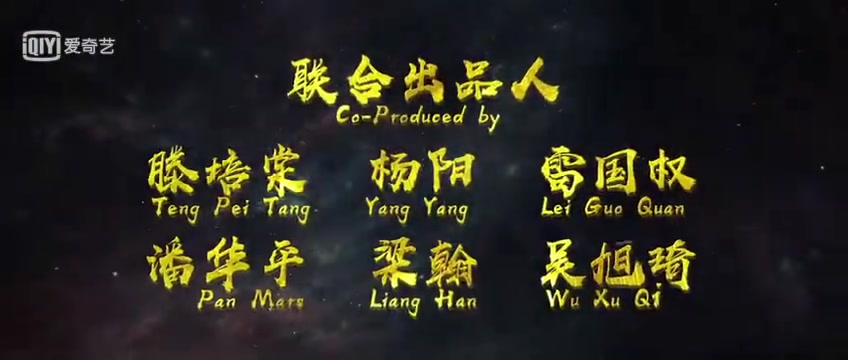 iQIYI 爱奇艺
联合出品人
Co-Produced by
滕培棠 杨阳 雷国权
Teng Pei Tang Yang Yang Lei Guo Quan
潘华平 梁翰 吴旭琦
Pan Mars Liang Han Wu Xu Qi